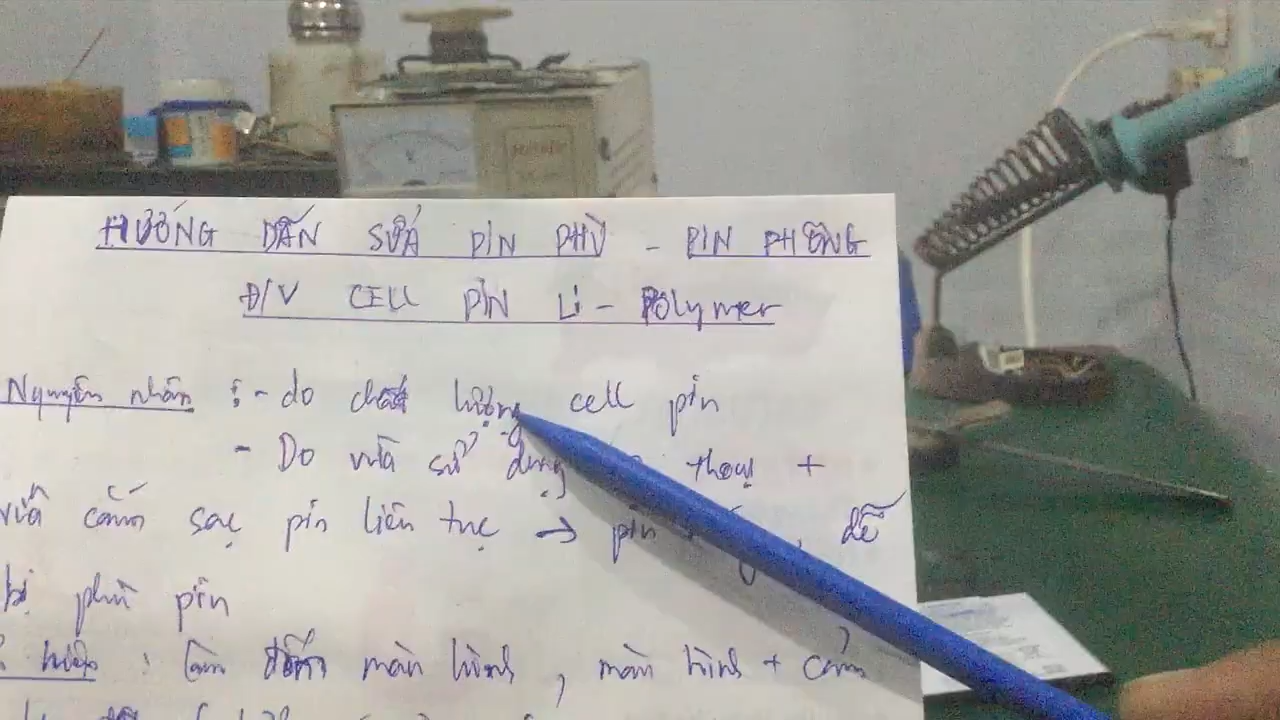 HƯỚNG DẪN SỬA PIN PHÙ - PIN PHỒNG
Đ/V CELL PIN Li-Polymer
Nguyên nhân : - do chất lượng cell pin
- Do vừa sử dụng thoại +
vừa cắm sạc pin liên tục → pin , dễ
bị phù pin
hiện : làm màn hình , màn hình + cảm